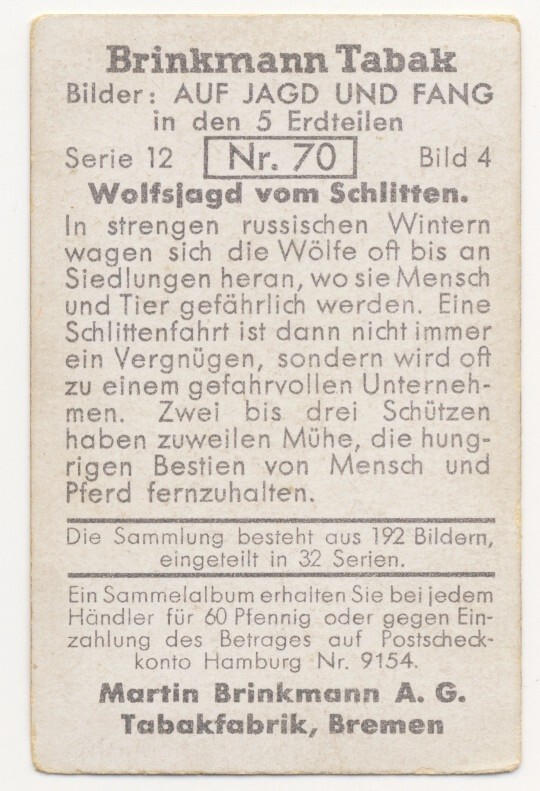 Brinkmann Tabak
Bilder: AUF JAGD UND FANG
in den 5 Erdteilen
Serie 12 Nr. 70 Bild 4
Wolfsjagd vom Schlitten.
In strengen russischen Wintern
wagen sich die Wölfe oft bis an
Siedlungen heran, wo sie Mensch
und Tier gefährlich werden. Eine
Schlittenfahrt ist dann nicht immer
ein Vergnügen, sondern wird oft
zu einem gefahrvollen Unterneh-
men. Zwei bis drei Schützen
haben zuweilen Mühe, die hung-
rigen Bestien von Mensch und
Pferd fernzuhalten.
Die Sammlung besteht aus 192 Bildern,
eingeteilt in 32 Serien.
Ein Sammelalbum erhalten Sie bei jedem
Händler für 60 Pfennig oder gegen Ein-
zahlung des Betrages auf Postscheck-
konto Hamburg Nr. 9154.
Martin Brinkmann A. G.
Tabakfabrik, Bremen